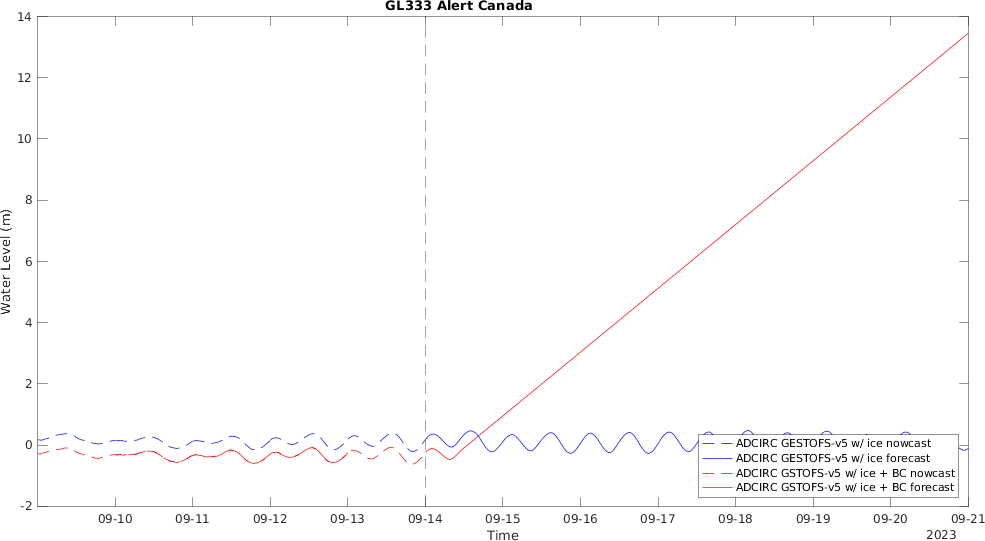 GL333 Alert Canada
14
12
10
8
6
4
2
0
-2
Water Level (m)
09-10 09-11 09-12 09-13 09-14 09-15 09-16 09-17 09-18 09-19 09-20 09-21
Time
2023
ADCIRC GESTOFS-v5 w/ ice nowcast
ADCIRC GESTOFS-v5 w/ ice forecast
ADCIRC GSTOFS-v5 w/ ice + BC nowcast
ADCIRC GSTOFS-v5 w/ ice + BC forecast